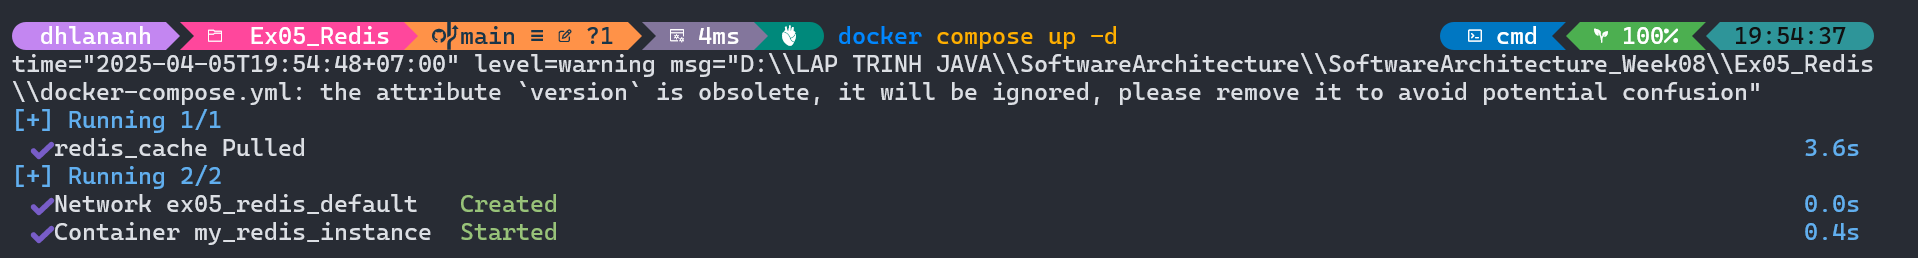 dhlananh Ex05_Redis main ≡ ?1 4ms docker compose up -d cmd 100% 19:54:37
time="2025-04-05T19:54:48+07:00" level=warning msg="D:\\LAP TRINH JAVA\\SoftwareArchitecture\\SoftwareArchitecture_Week08\\Ex05_Redis
\\docker-compose.yml: the attribute `version` is obsolete, it will be ignored, please remove it to avoid potential confusion"
[+] Running 1/1
✔redis_cache Pulled 3.6s
[+] Running 2/2
✔Network ex05_redis_default Created 0.0s
✔Container my_redis_instance Started 0.4s